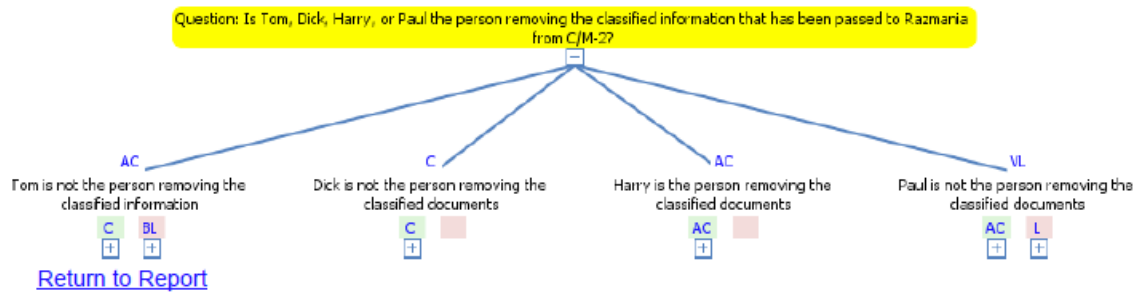 Question: Is Tom, Dick, Harry, or Paul the person removing the classified information that has been passed to Razmania
from C/M-2?
AC C AC VL
Tom is not the person removing the
classified information
Dick is not the person removing the
classified documents
Harry is the person removing the
classified documents
Paul is not the person removing the
classified documents
C BL
C
AC
AC L
Return to Report